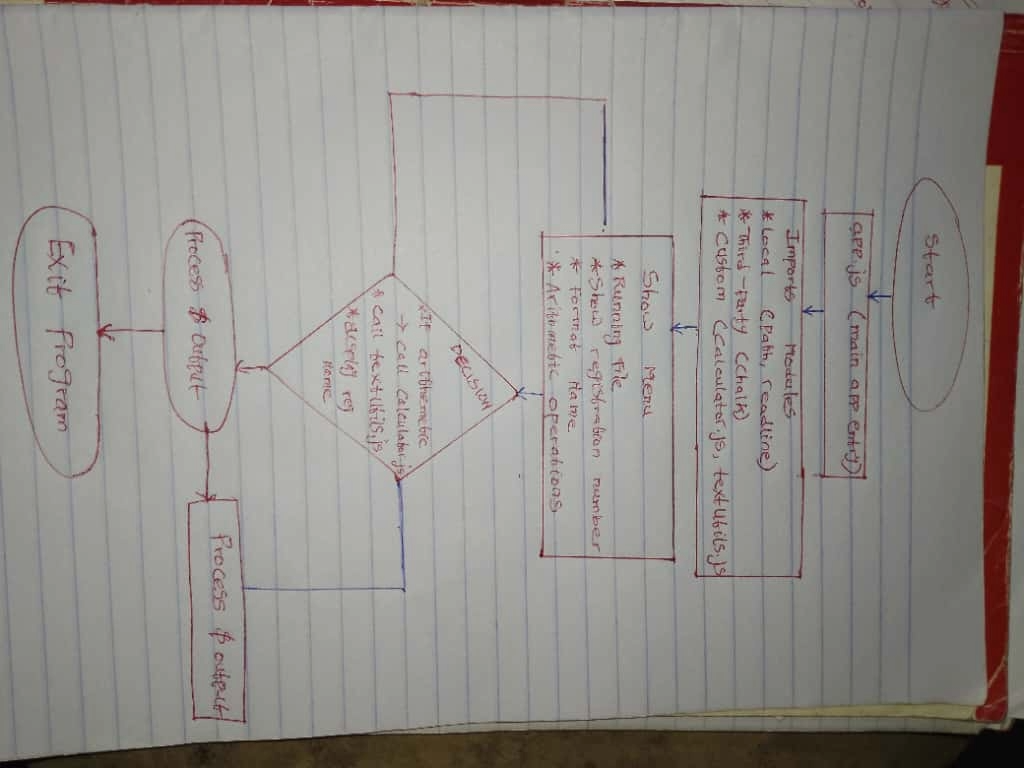 Start
app.js (main app entry)
Imports Modules
* Local (path, readline)
* Third-party (Chalk)
* Custom (calculator.js, textUtils.js
Show Menu
* Running file
* Show registration number
* format Name
* Arithmetic operations
DECISION
* If arithmetic
→ call calculator.js
* Call textUtils.js
reg
Name
Process & Output
Process & output
Exit Program